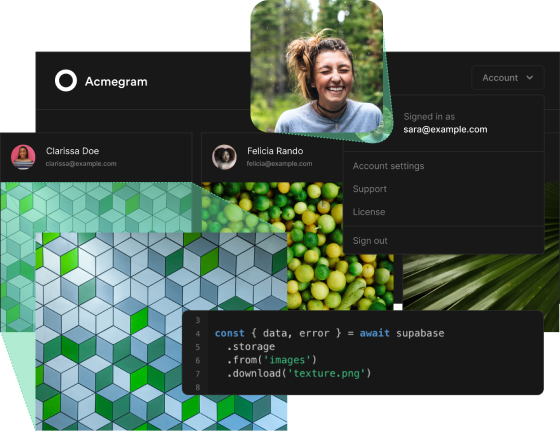 Acmegram
Account
Signed in as
sara@example.com
Clarissa Doe
clarissa@example.com
Felicia Rando
felicia@example.com
Account settings
Support
License
Sign out
3
4 const { data, error } = await supabase
5 .storage
6 .from('images')
7 .download('texture.png')
8